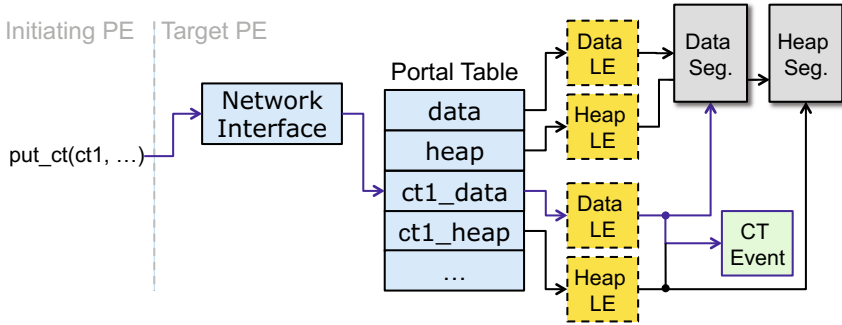 Initiating PE
Target PE
put_ct(ct1, …)
Network
Interface
Portal Table
data
heap
ct1_data
ct1_heap
…
Data
LE
Heap
LE
Data
LE
Heap
LE
Data
Seg.
Heap
Seg.
CT
Event